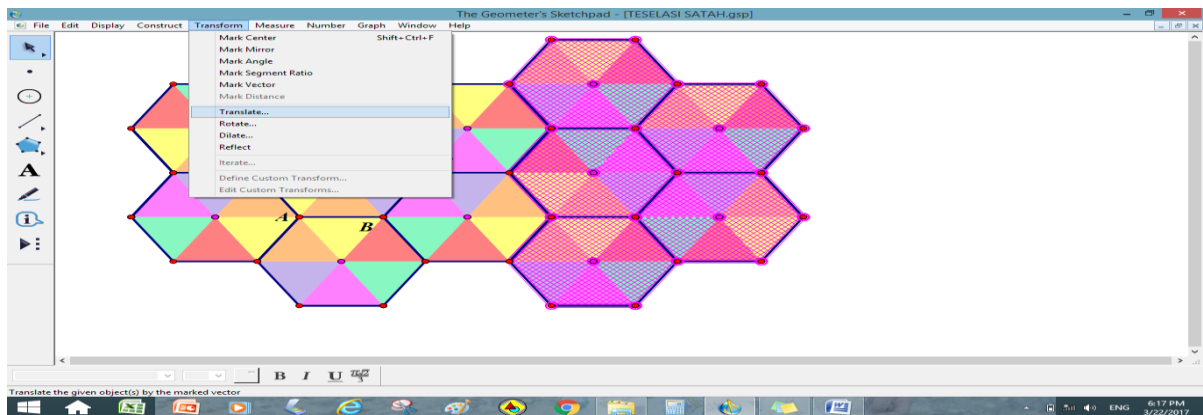 The Geometer's Sketchpad - [TESELASI SATAH.gsp]
File Edit Display Construct Transform Measure Number Graph Window Help
Mark Center Shift+Ctrl+F
Mark Mirror
Mark Angle
Mark Segment Ratio
Mark Vector
Mark Distance
Translate...
Rotate...
Dilate...
Reflect
Iterate...
Define Custom Transform...
Edit Custom Transforms...
A
A
B
i
B I U
Translate the given object(s) by the marked vector
ENG 6:17 PM
3/22/2017